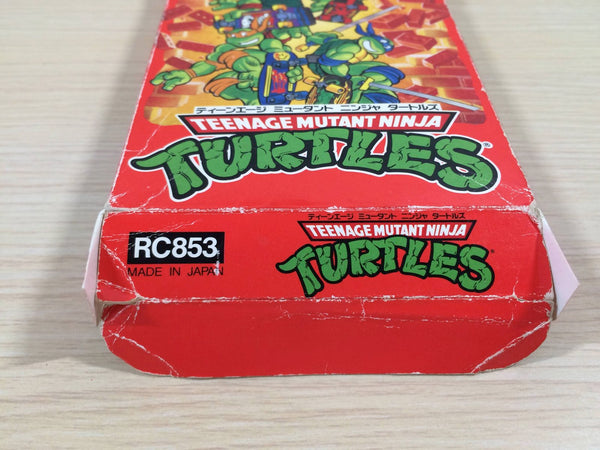 ティーンエージ ミュータント ニンジャ タートルズ
TEENAGE MUTANT NINJA
TURTLES®
RC853
MADE IN JAPAN
ティーンエージ ミュータント ニンジャ タートルズ
TEENAGE MUTANT NINJA
TURTLES